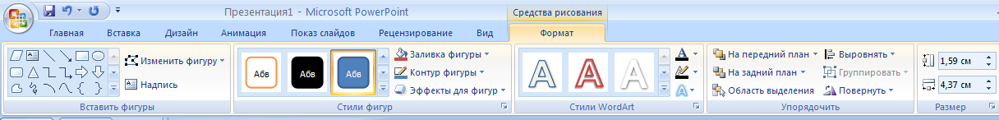 Презентация1 - Microsoft PowerPoint
Средства рисования
Главная Вставка Дизайн Анимация Показ слайдов Рецензирование Вид Формат
Изменить фигуру
Надпись
Вставить фигуры
Абв Абв Абв
Заливка фигуры
Контур фигуры
Эффекты для фигур
Стили фигур
A A A
A
A
Стили WordArt
На передний план
На задний план
Область выделения
Выровнять
Группировать
Повернуть
Упорядочить
1,59 см
4,37 см
Размер